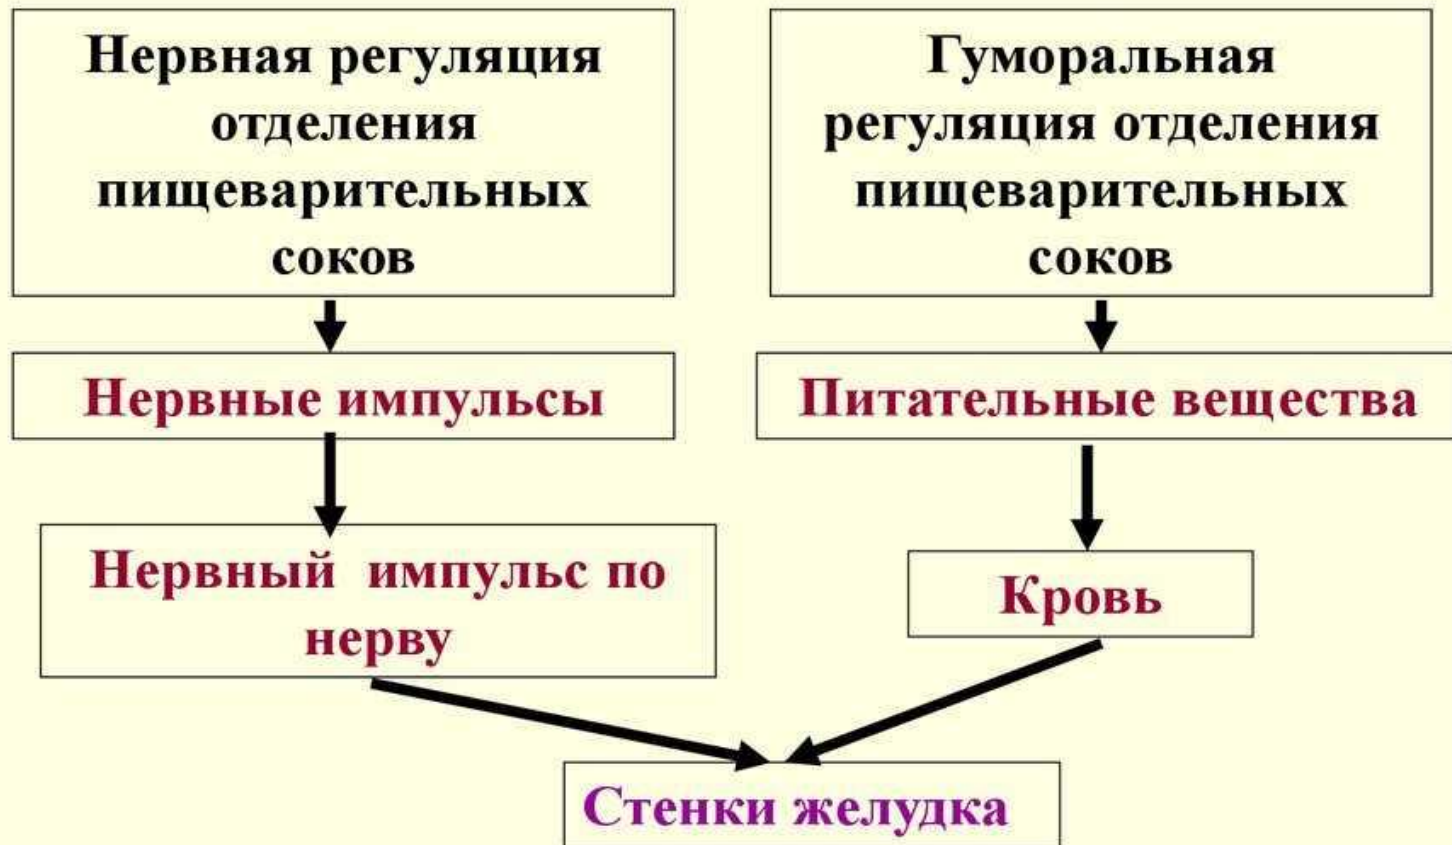 Нервная регуляция
отделения
пищеварительных
соков
Гуморальная
регуляция отделения
пищеварительных
соков
Нервные импульсы
Питательные вещества
Нервный импульс по
нерву
Кровь
Стенки желудка